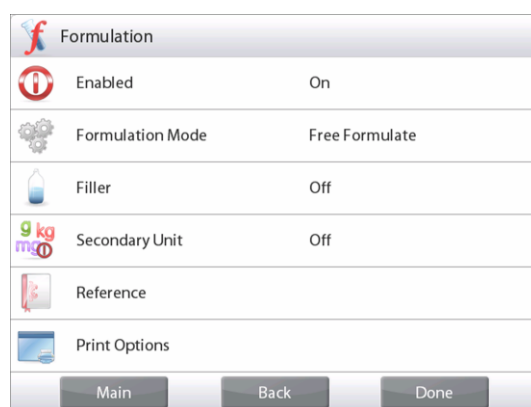 Formulation
Enabled On
Formulation Mode Free Formulate
Filler Off
g kg
mg
Secondary Unit Off
Reference
Print Options
Main Back Done